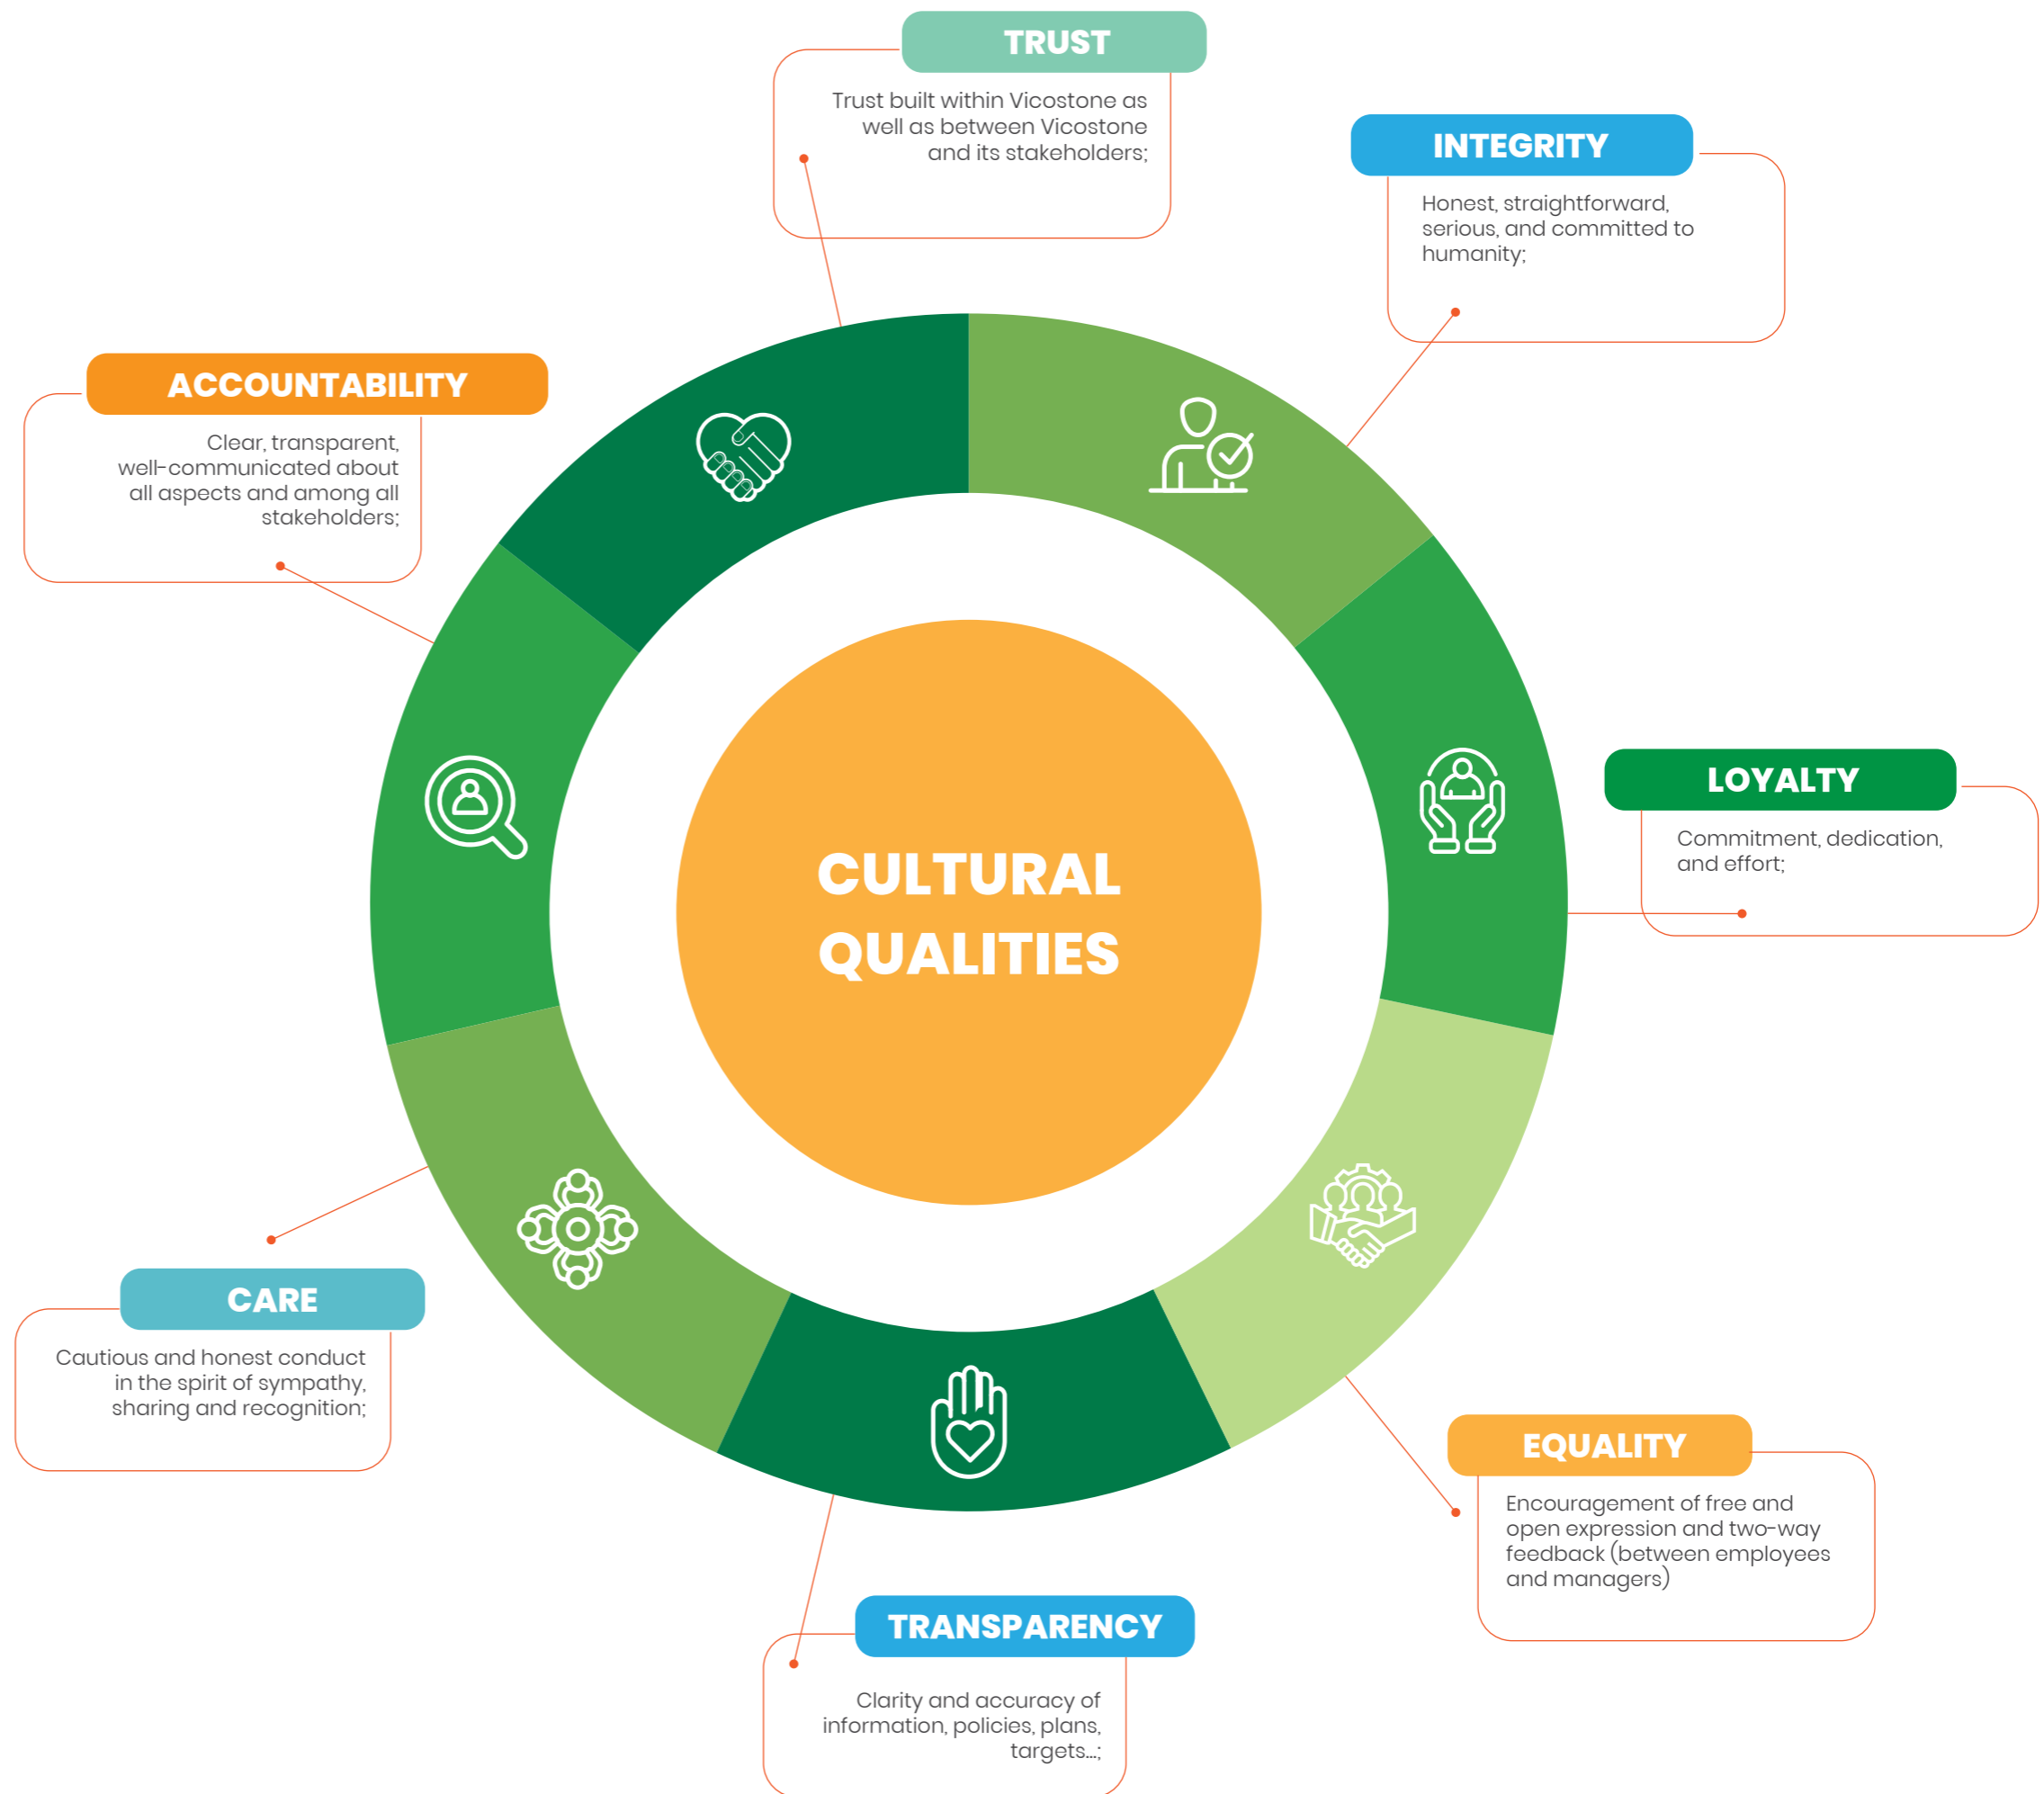 TRUST
Trust built within Vicostone as
well as between Vicostone
and its stakeholders;
INTEGRITY
Honest, straightforward,
serious, and committed to
humanity;
ACCOUNTABILITY
Clear, transparent,
well-communicated about
all aspects and among all
stakeholders;
LOYALTY
Commitment, dedication,
and effort;
CULTURAL
QUALITIES
CARE
Cautious and honest conduct
in the spirit of sympathy,
sharing and recognition;
EQUALITY
Encouragement of free and
open expression and two-way
feedback (between employees
and managers)
TRANSPARENCY
Clarity and accuracy of
information, policies, plans,
targets...;